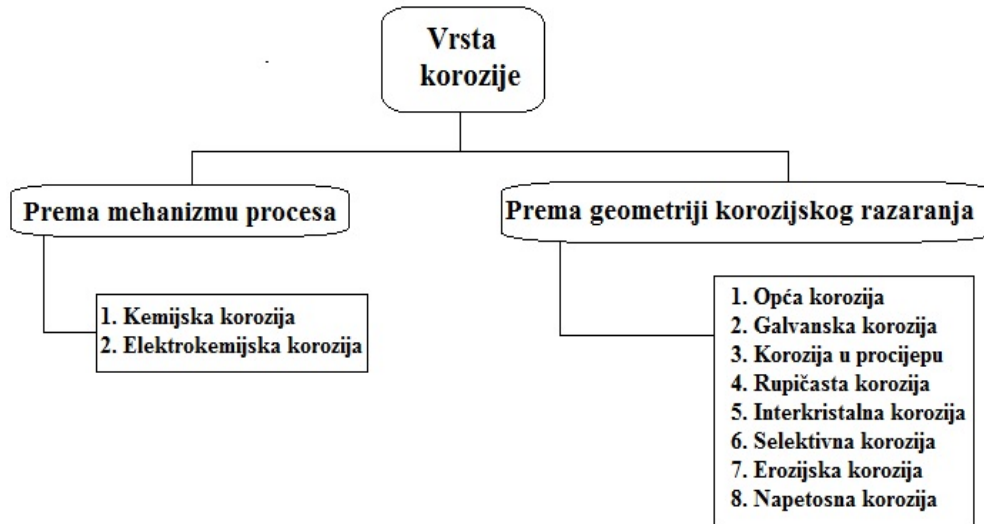 Vrsta
korozije
Prema mehanizmu procesa
Prema geometriji korozijskog razaranja
1. Kemijska korozija
2. Elektrokemijska korozija
1. Opća korozija
2. Galvanska korozija
3. Korozija u procijepu
4. Rupičasta korozija
5. Interkristalna korozija
6. Selektivna korozija
7. Erozijska korozija
8. Napetosna korozija